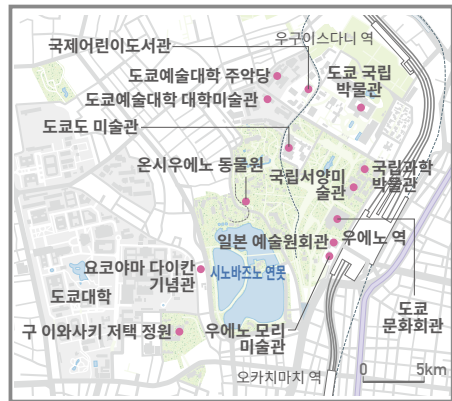 국제어린이도서관
우구이스다니 역
도쿄예술대학 주악당
도쿄 국립
박물관
도쿄예술대학 대학미술관
도쿄도 미술관
온시우에노 동물원
국립서양미
술관
국립과학
박물관
일본 예술원회관
우에노 역
요코야마 다이칸
기념관
시노바즈노 연못
도쿄대학
도쿄
문화회관
구 이와사키 저택 정원
우에노 모리
미술관
오카치마치 역
0 5km